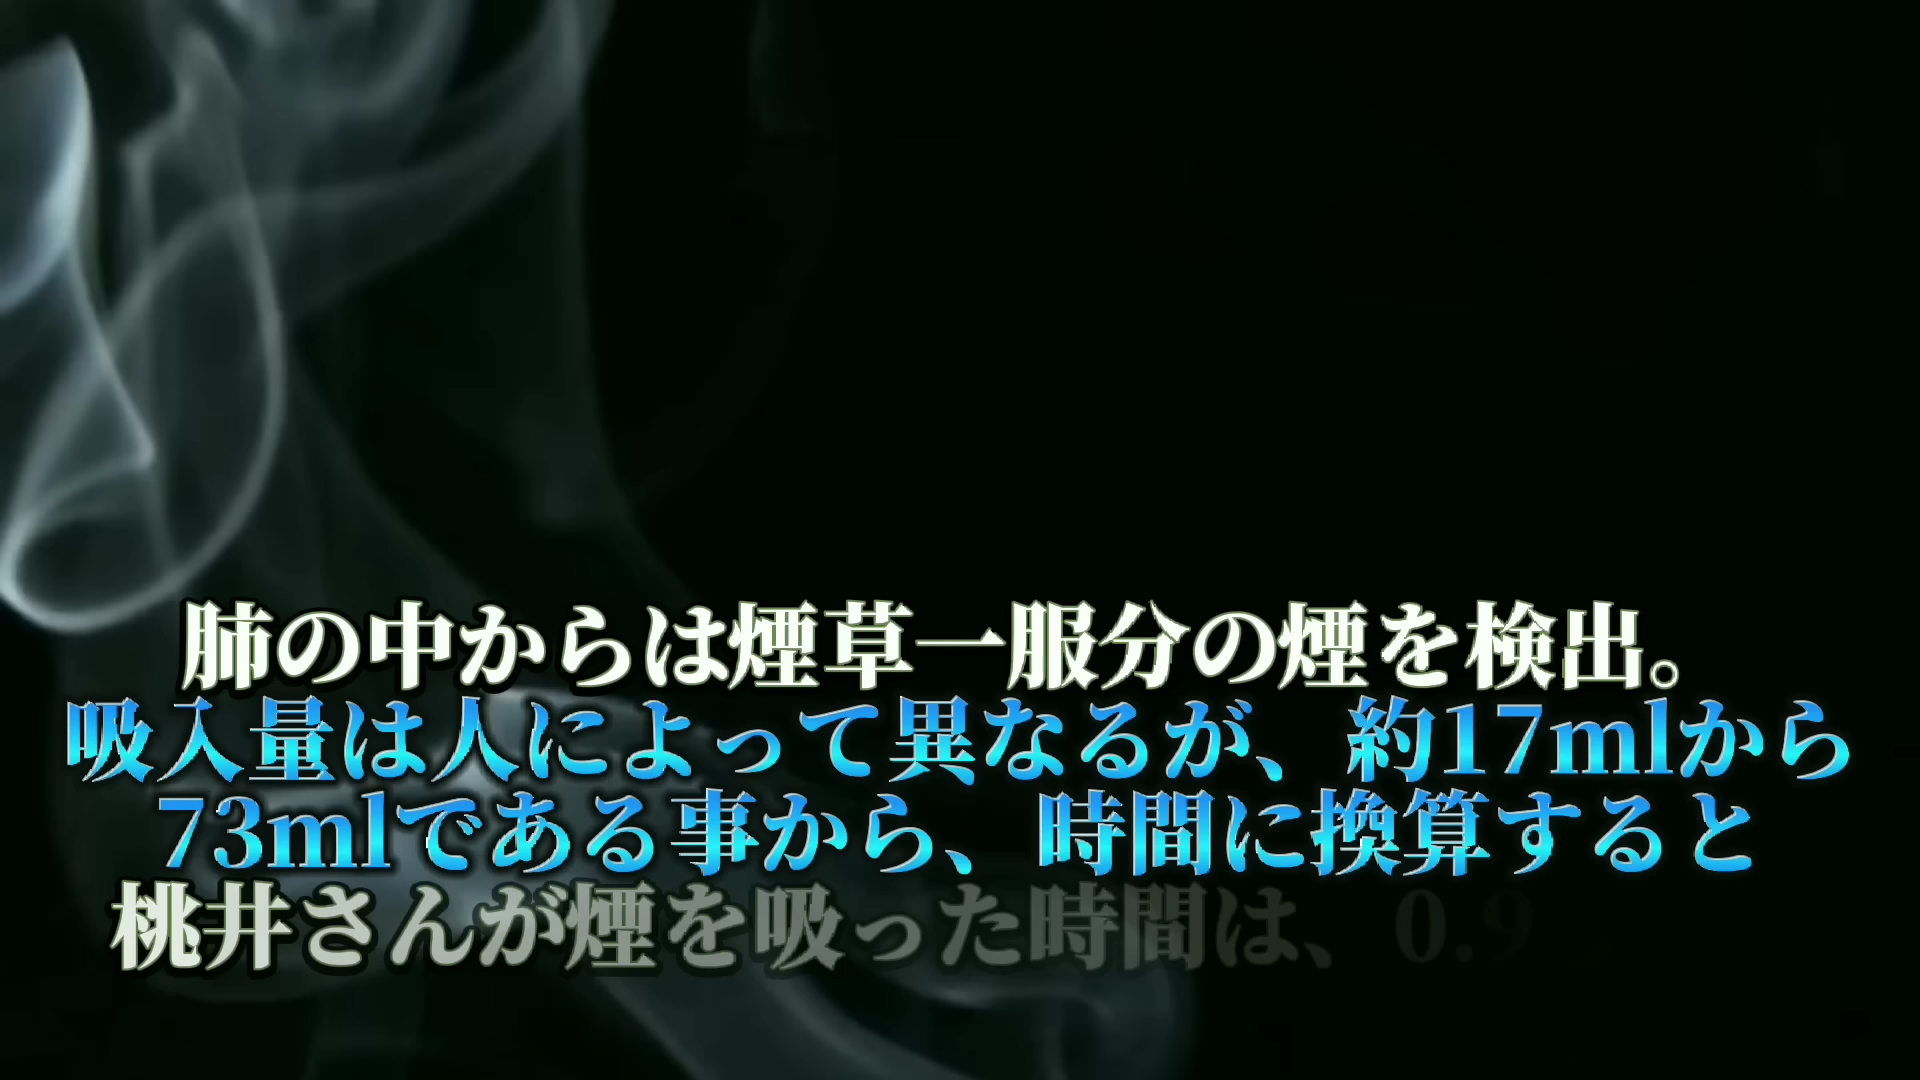 肺の中からは煙草一服分の煙を検出。
吸入量は人によって異なるが、約17mlから
73mlである事から、時間に換算すると
桃井さんが煙を吸った時間は、0.9